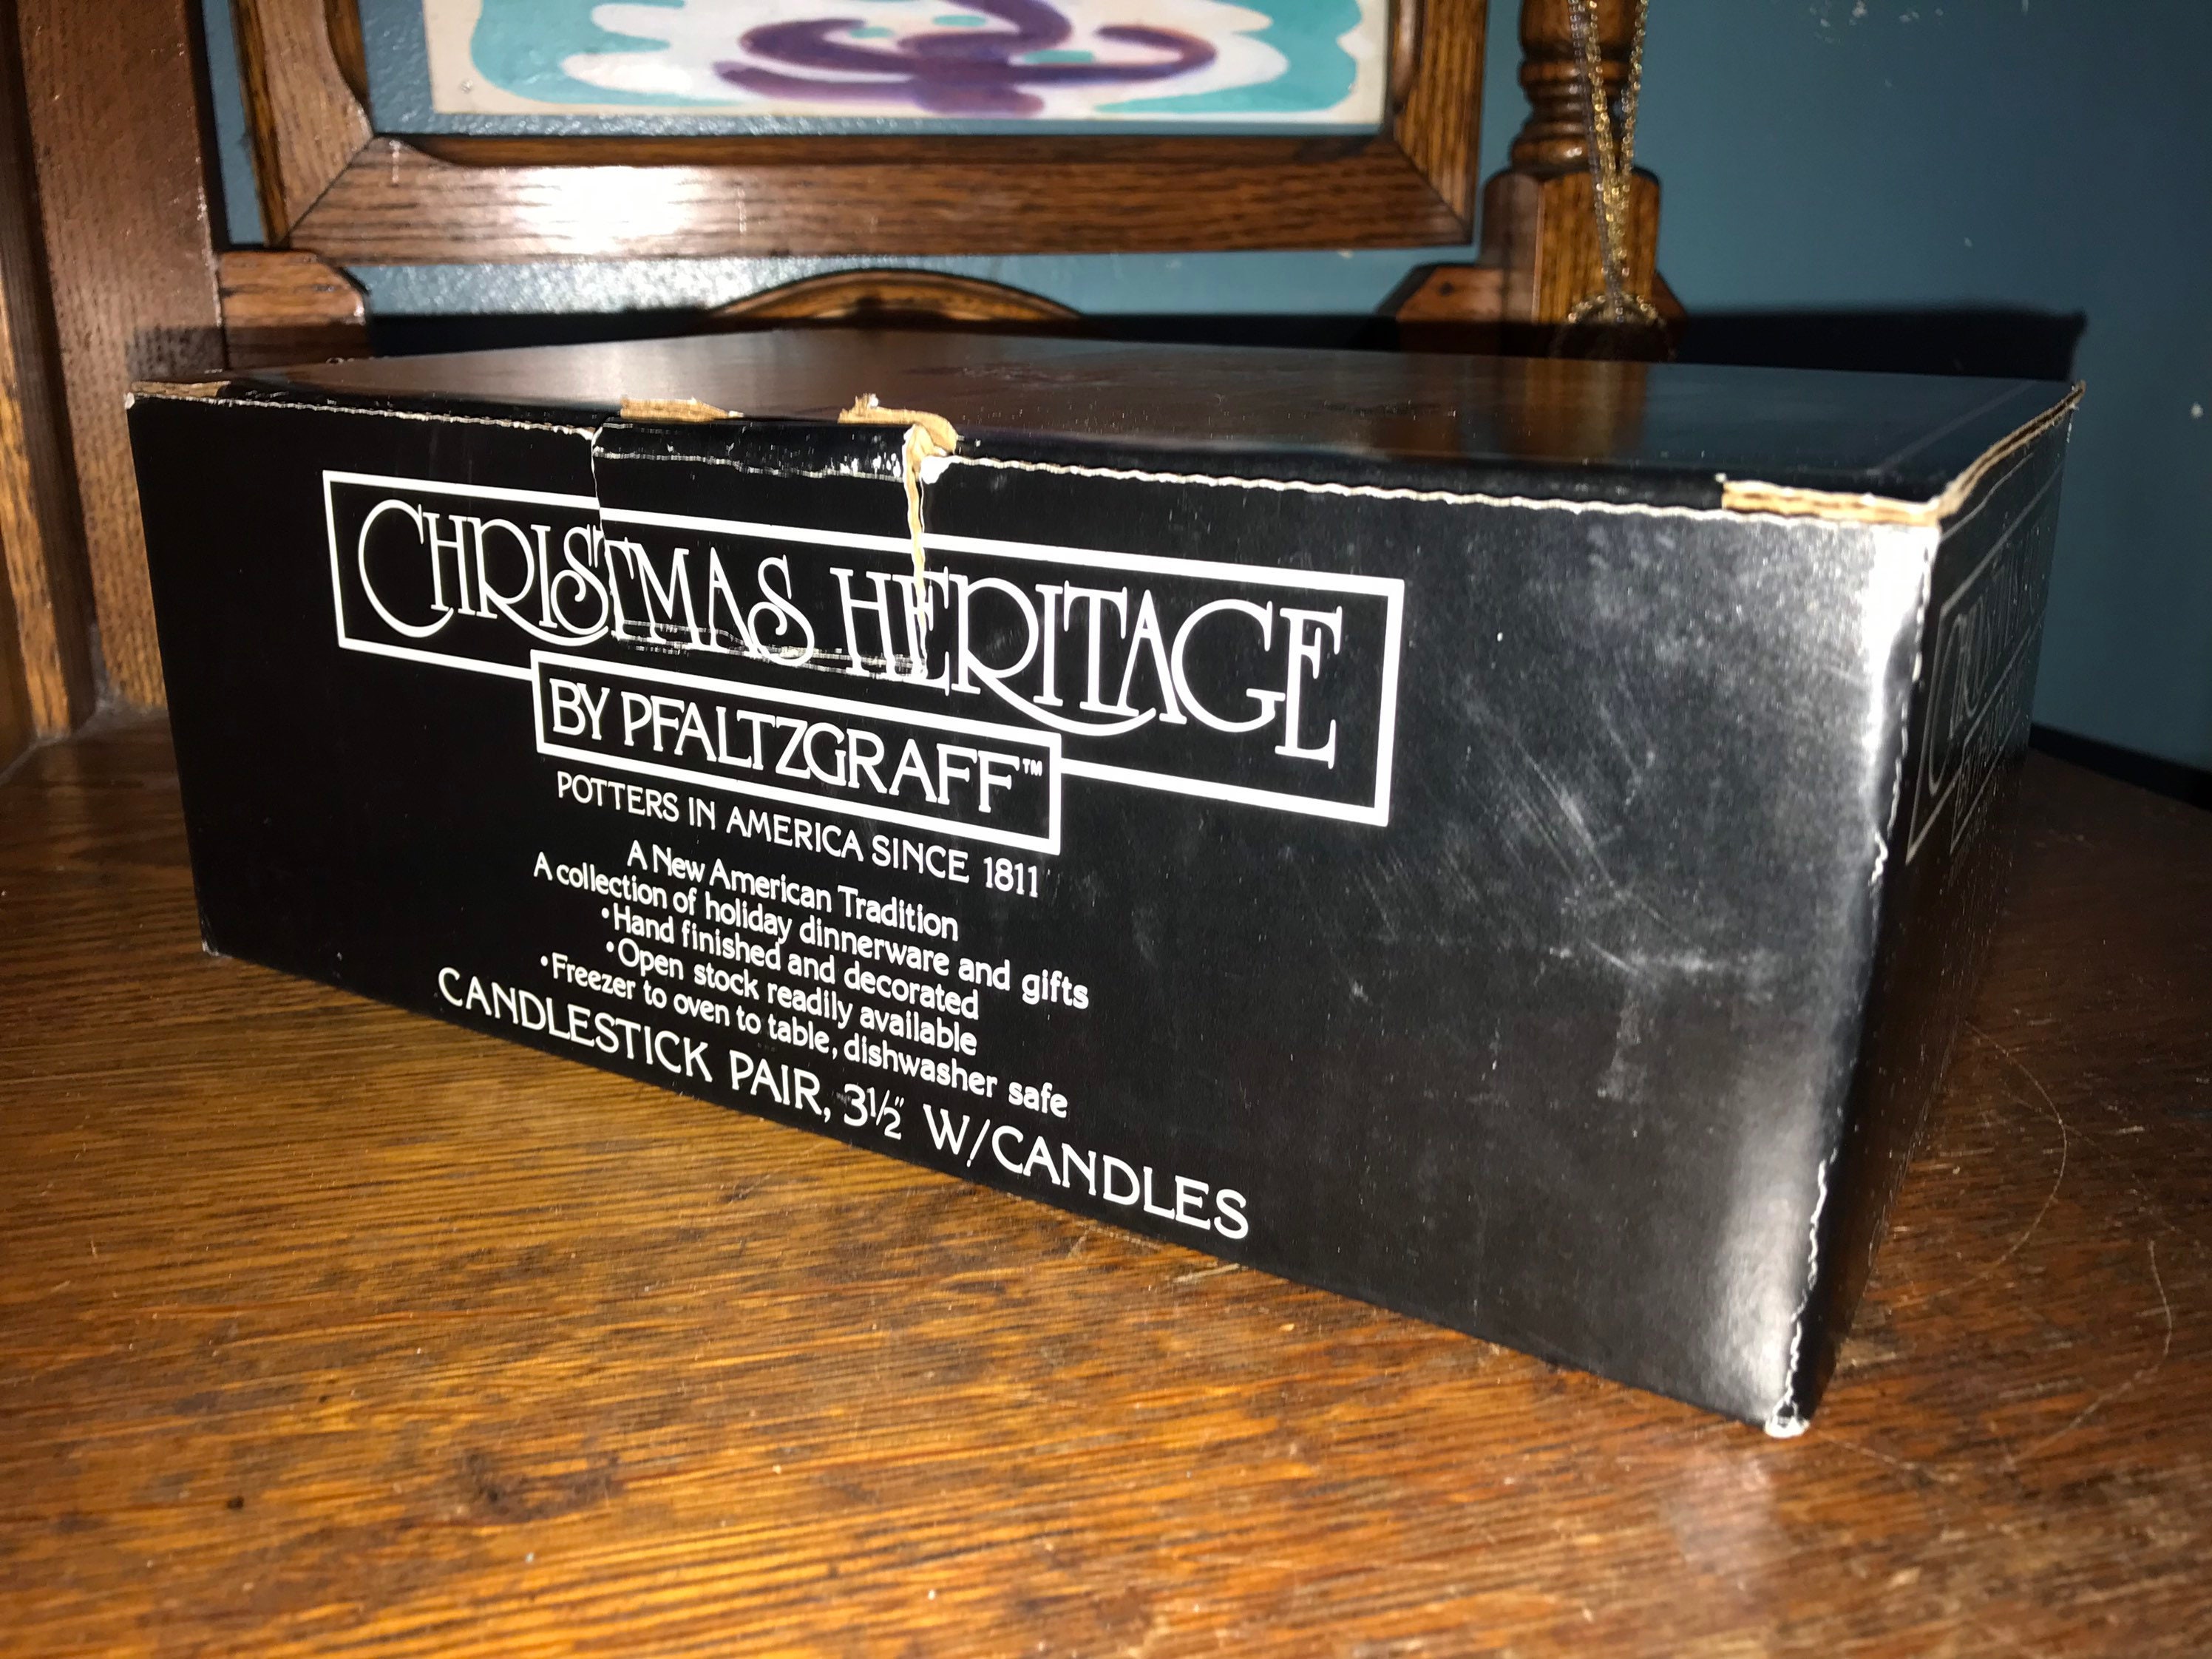 CHRISTMAS HERITAGE
BY PFALTZGRAFF™
POTTERS IN AMERICA SINCE 1811
A New American Tradition
A collection of holiday dinnerware and gifts
•Hand finished and decorated
•Open stock readily available
•Freezer to oven to table, dishwasher safe
CANDLESTICK PAIR, 3½" W/CANDLES